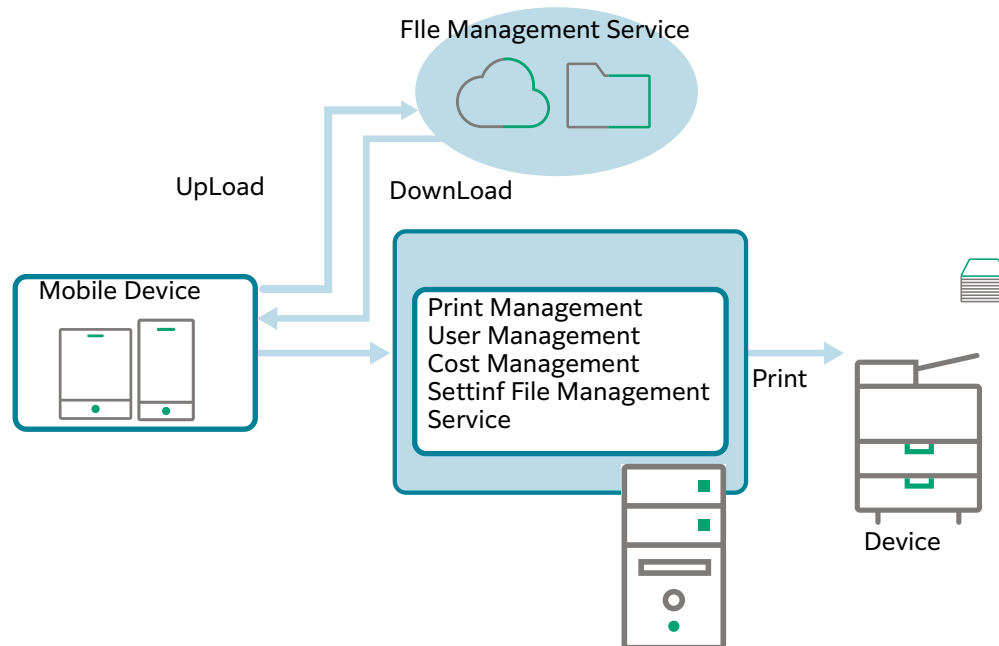 FIle Management Service
UpLoad
DownLoad
Mobile Device
Print Management
User Management
Cost Management
Settinf File Management
Service
Print
Device